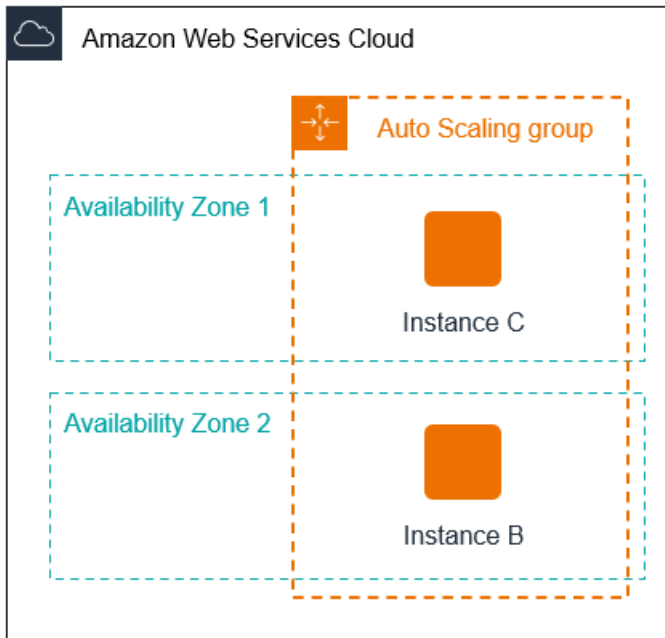 Amazon Web Services Cloud
Auto Scaling group
Availability Zone 1
Instance C
Availability Zone 2
Instance B